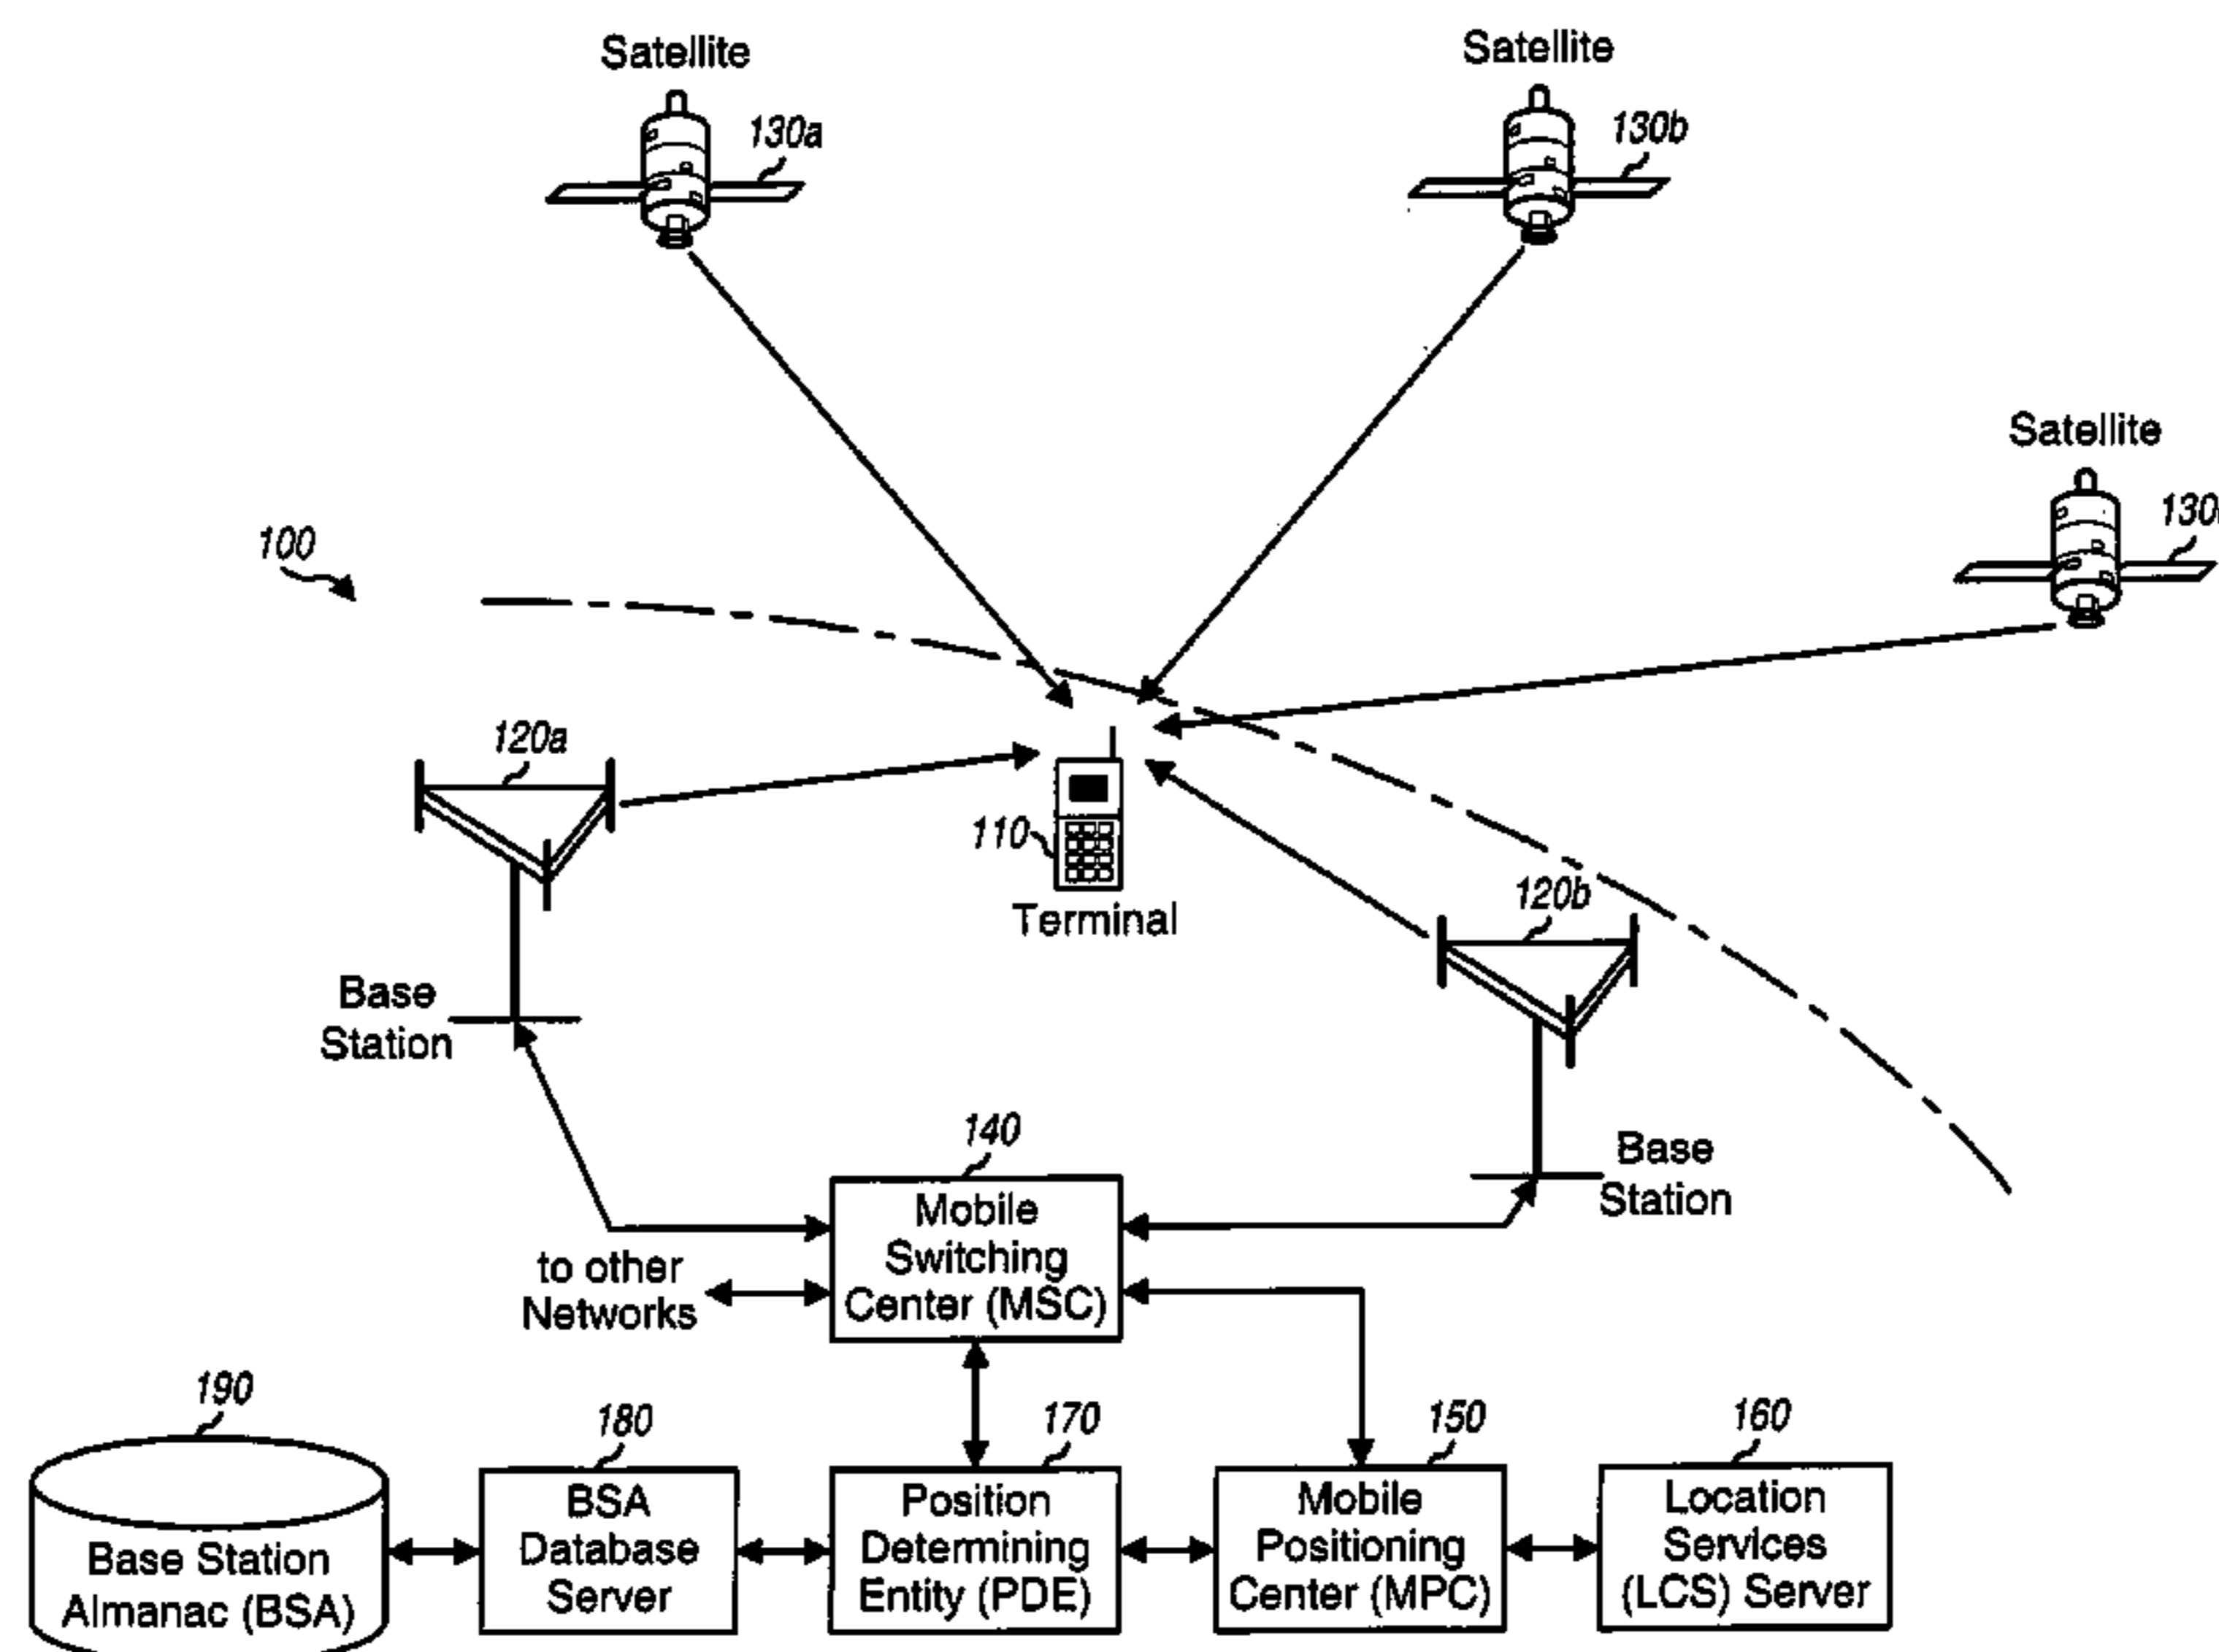 Satellite
130a
Satellite
130b
Satellite
130
100
120a
110
Terminal
120b
Base
Station
Base
Station
140
Mobile
Switching
Center (MSC)
to other
Networks
190
Base Station
Almanac (BSA)
180
BSA
Database
Server
170
Position
Determining
Entity (PDE)
150
Mobile
Positioning
Center (MPC)
160
Location
Services
(LCS) Server